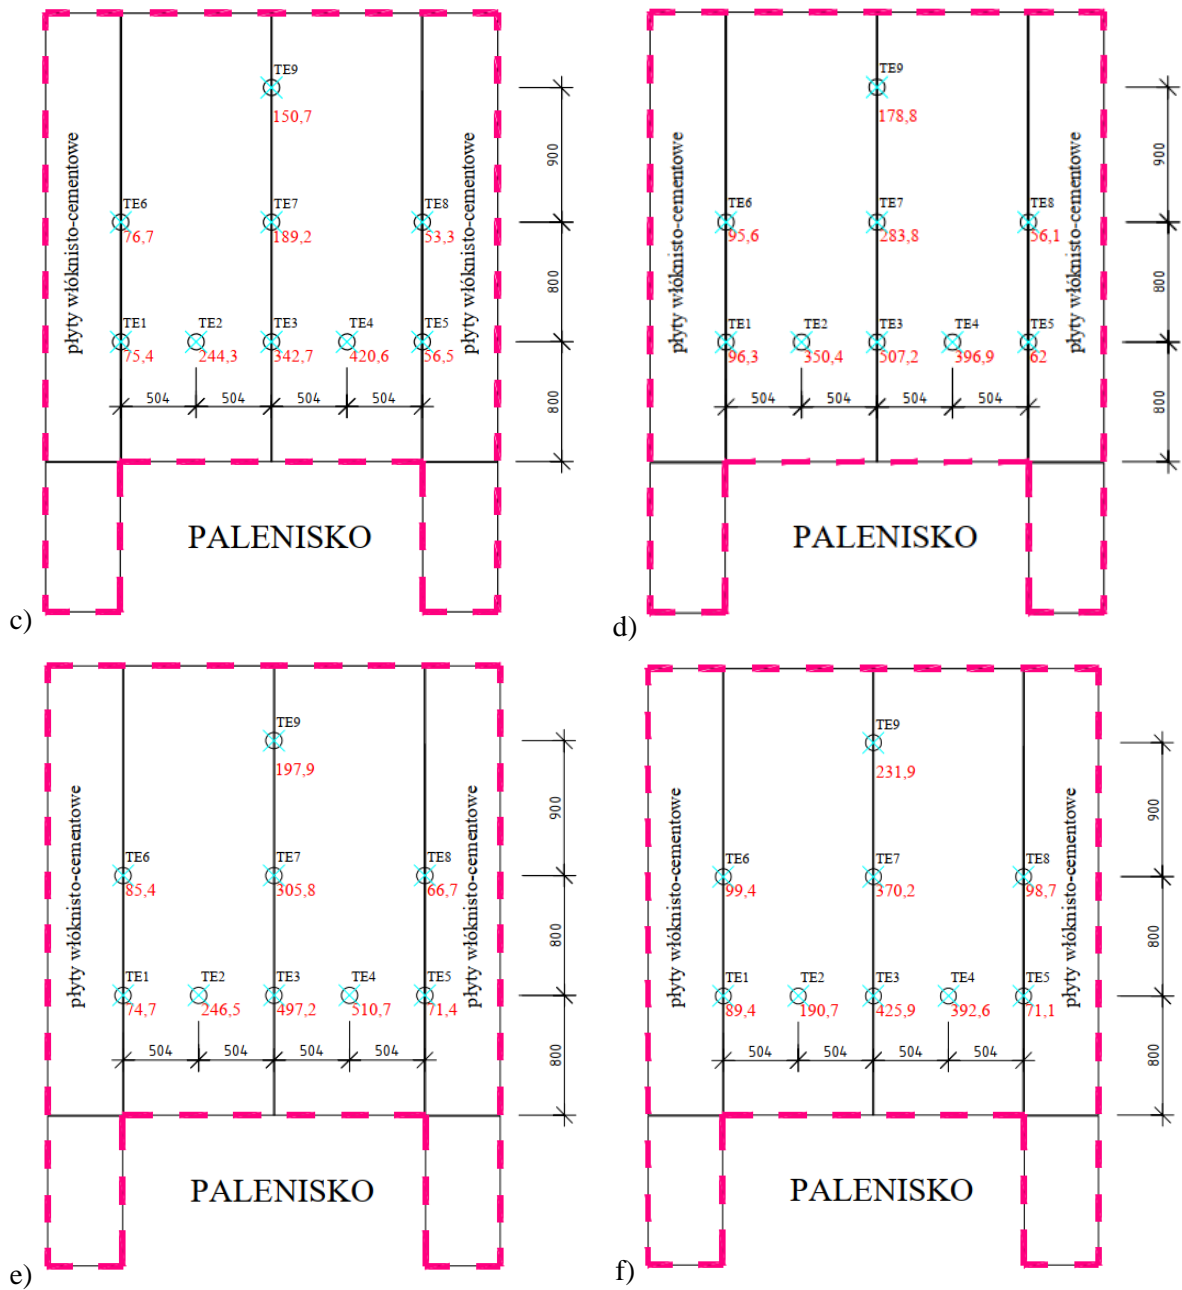 TE9
150,7
płyty włóknisto-cementowe
płyty włóknisto-cementowe
900
TE6
TE7
TE8
76,7
189,2
53,3
800
TE1
TE2
TE3
TE4
TE5
75,4
244,3
342,7
420,6
56,5
504
504
504
504
800
PALENISKO
c)
TE9
178,8
płyty włóknisto-cementowe
płyty włóknisto-cementowe
900
TE6
TE7
TE8
95,6
283,8
56,1
800
TE1
TE2
TE3
TE4
TE5
96,3
350,4
507,2
396,9
62
504
504
504
504
800
PALENISKO
d)
TE9
197,9
płyty włóknisto-cementowe
płyty włóknisto-cementowe
900
TE6
TE7
TE8
85,4
305,8
66,7
800
TE1
TE2
TE3
TE4
TE5
74,7
246,5
497,2
510,7
71,4
504
504
504
504
800
PALENISKO
e)
TE9
231,9
płyty włóknisto-cementowe
płyty włóknisto-cementowe
900
TE6
TE7
TE8
99,4
370,2
98,7
800
TE1
TE2
TE3
TE4
TE5
89,4
190,7
425,9
392,6
71,1
504
504
504
504
800
PALENISKO
f)